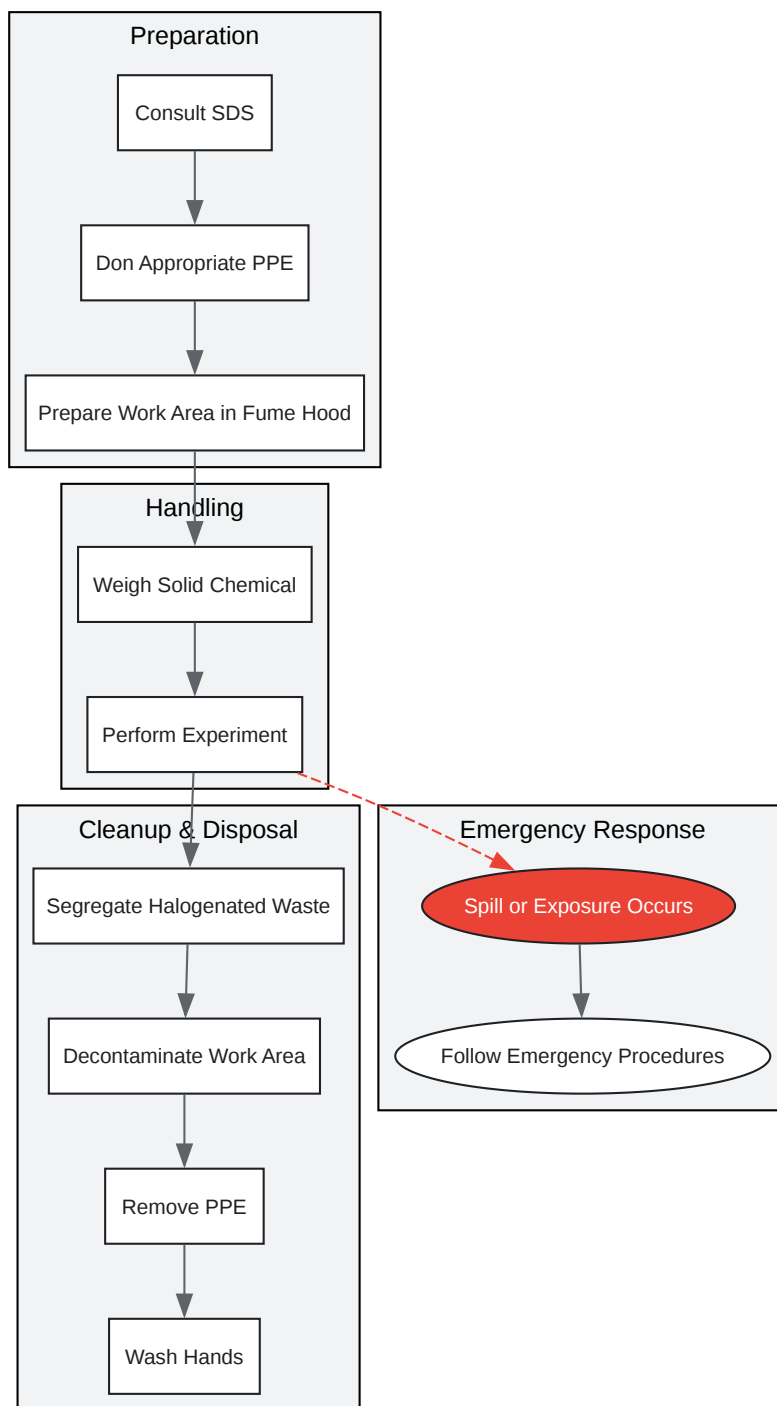 Preparation
Consult SDS
Don Appropriate PPE
Prepare Work Area in Fume Hood
Handling
Weigh Solid Chemical
Perform Experiment
Cleanup & Disposal
Segregate Halogenated Waste
Decontaminate Work Area
Remove PPE
Wash Hands
Emergency Response
Spill or Exposure Occurs
Follow Emergency Procedures